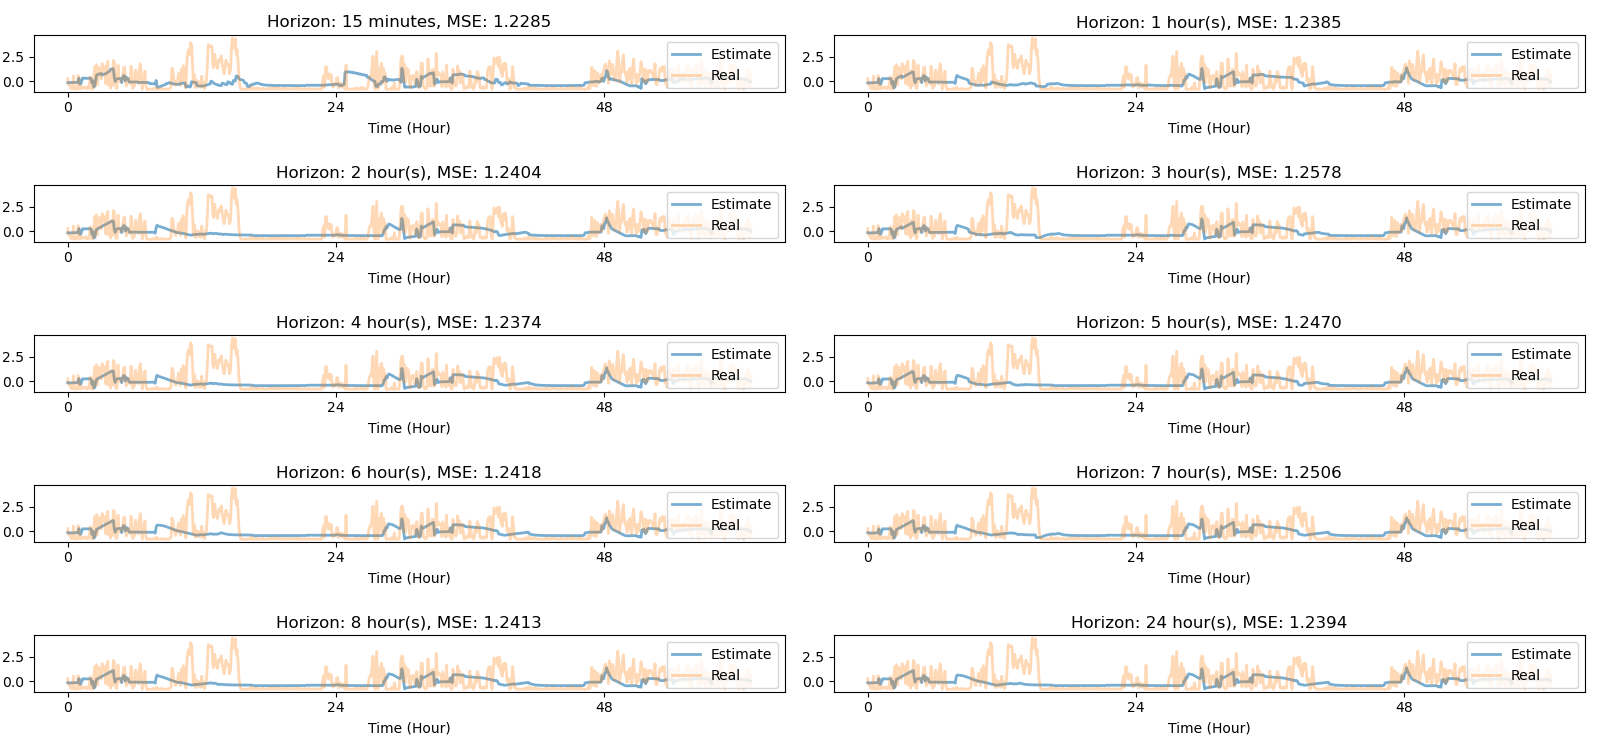 Horizon: 15 minutes, MSE: 1.2285
2.5
0.0
Estimate
Real
0
24
48
Time (Hour)
Horizon: 1 hour(s), MSE: 1.2385
2.5
0.0
Estimate
Real
0
24
48
Time (Hour)
Horizon: 2 hour(s), MSE: 1.2404
2.5
0.0
Estimate
Real
0
24
48
Time (Hour)
Horizon: 3 hour(s), MSE: 1.2578
2.5
0.0
Estimate
Real
0
24
48
Time (Hour)
Horizon: 4 hour(s), MSE: 1.2374
2.5
0.0
Estimate
Real
0
24
48
Time (Hour)
Horizon: 5 hour(s), MSE: 1.2470
2.5
0.0
Estimate
Real
0
24
48
Time (Hour)
Horizon: 6 hour(s), MSE: 1.2418
2.5
0.0
Estimate
Real
0
24
48
Time (Hour)
Horizon: 7 hour(s), MSE: 1.2506
2.5
0.0
Estimate
Real
0
24
48
Time (Hour)
Horizon: 8 hour(s), MSE: 1.2413
2.5
0.0
Estimate
Real
0
24
48
Time (Hour)
Horizon: 24 hour(s), MSE: 1.2394
2.5
0.0
Estimate
Real
0
24
48
Time (Hour)